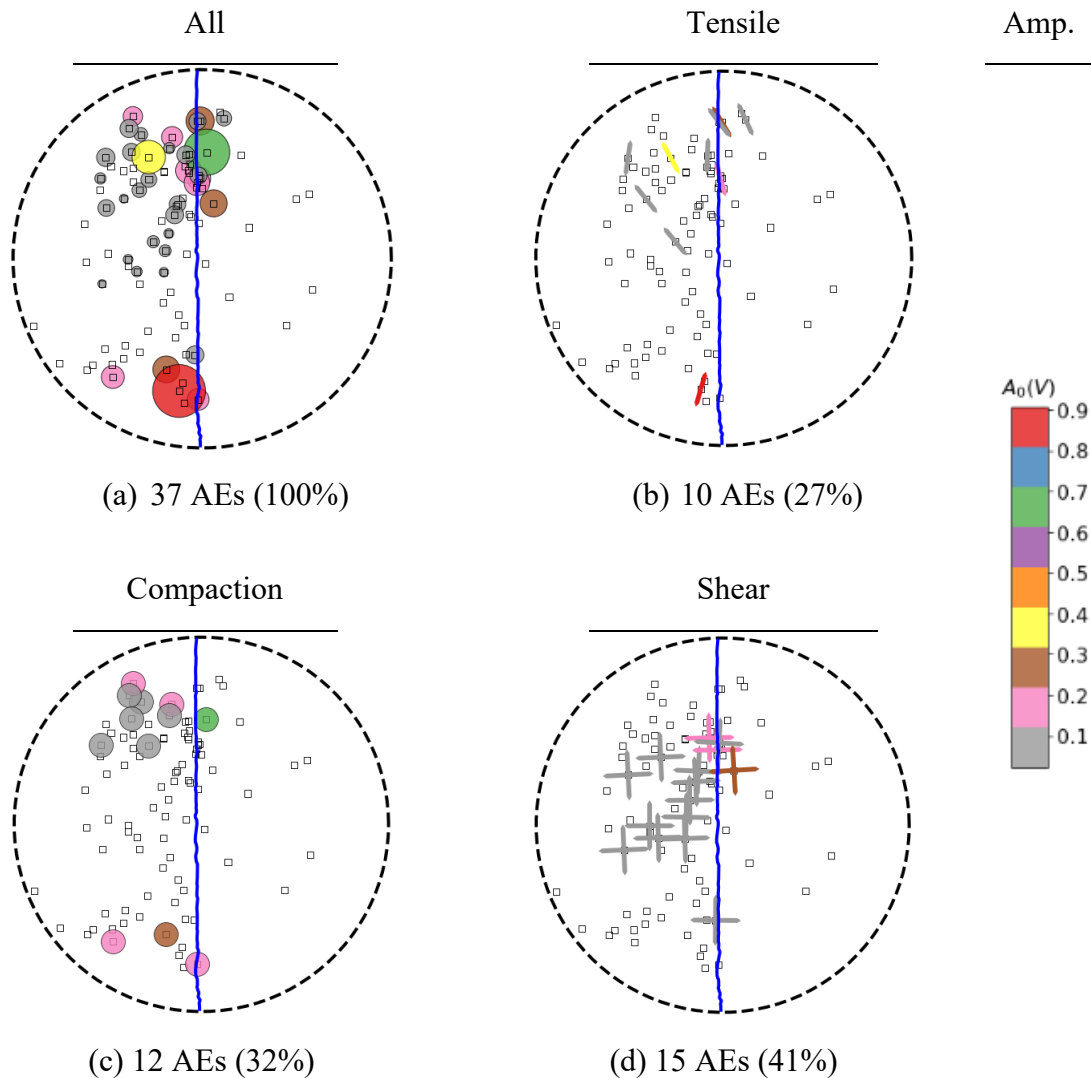 All
Tensile
Amp.
(a) 37 AEs (100%)
(b) 10 AEs (27%)
A₀(V)
0.9
0.8
0.7
0.6
0.5
0.4
0.3
0.2
0.1
Compaction
Shear
(c) 12 AEs (32%)
(d) 15 AEs (41%)